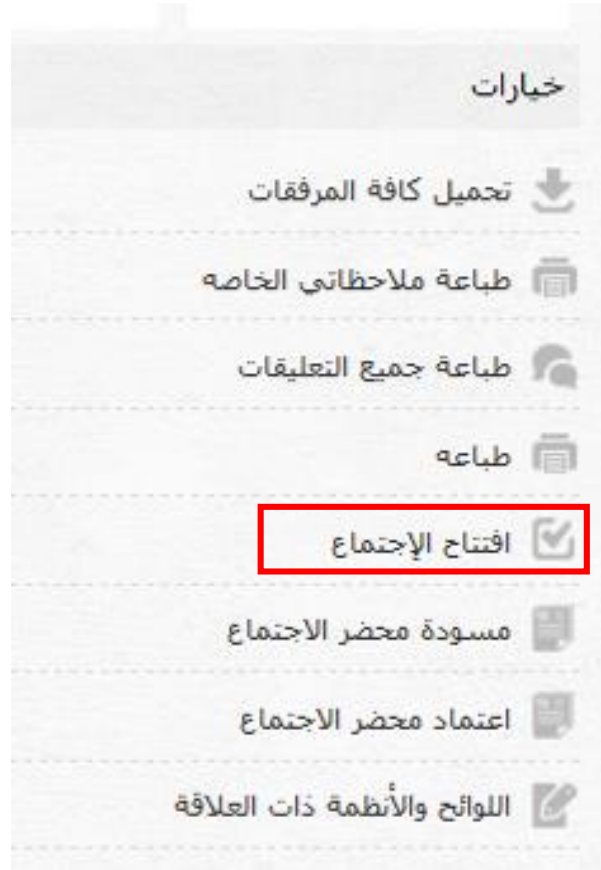 خيارات
تحميل كافة المرفقات
طباعة ملاحظاتي الخاصه
طباعة جميع التعليقات
طباعه
افتتاح الإجتماع
مسودة محضر الاجتماع
اعتماد محضر الاجتماع
اللوائح والأنظمة ذات العلاقة